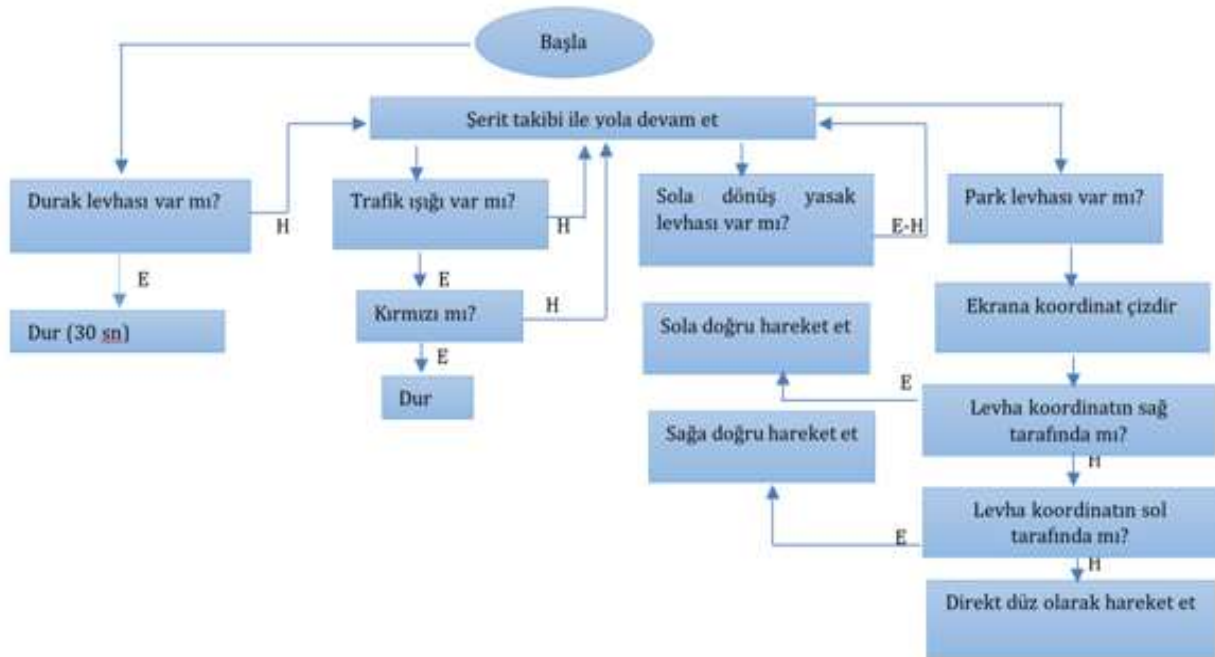 Başla
Şerit takibi ile yola devam et
Durak levhası var mı?
H
E
Dur (30 sn)
Trafik ışığı var mı?
H
E
Kırmızı mı?
H
E
Dur
Sola dönüş yasak
levhası var mı?
E-H
Park levhası var mı?
Ekrana koordinat çizdir
Sola doğru hareket et
E
Levha koordinatın sağ
tarafında mı?
H
Sağa doğru hareket et
E
Levha koordinatın sol
tarafında mı?
H
Direkt düz olarak hareket et